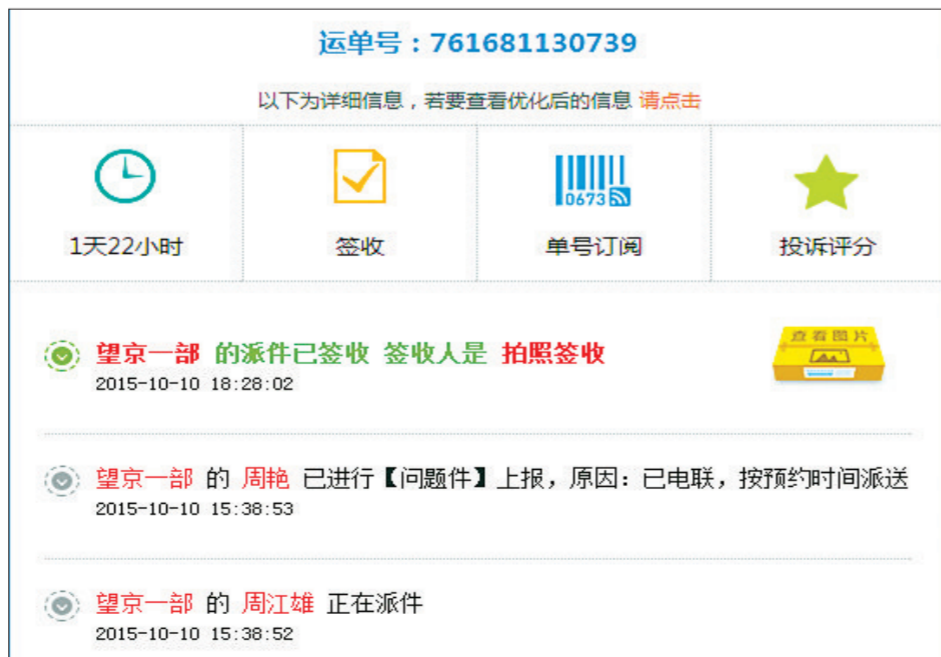 运单号：761681130739
以下为详细信息，若要查看优化后的信息 请点击
0673
1天22小时 签收 单号订阅 投诉评分
查看图片
望京一部 的派件已签收 签收人是 拍照签收
2015-10-10 18:28:02
望京一部 的 周艳 已进行【问题件】上报，原因：已电联，按预约时间派送
2015-10-10 15:38:53
望京一部 的 周江雄 正在派件
2015-10-10 15:38:52